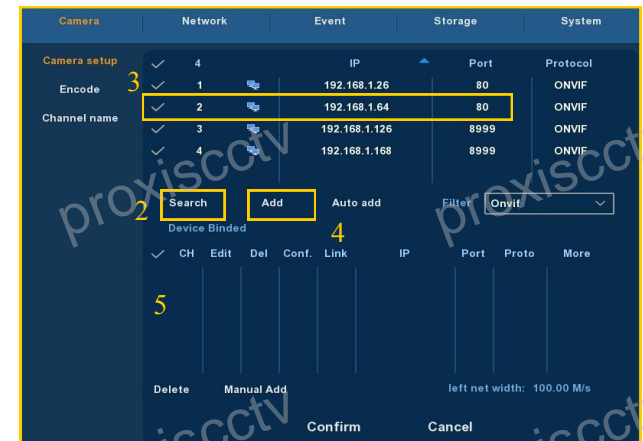 Camera Network Event Storage System
Camera setup
Encode
Channel name
4 IP Port Protocol
3
1 192.168.1.26 80 ONVIF
2 192.168.1.64 80 ONVIF
3 192.168.1.126 8999 ONVIF
4 192.168.1.168 8999 ONVIF
2
Search Add Auto add Filter Onvif
Device Binded
4
CH Edit Del Conf. Link IP Port Proto More
5
Delete Manual Add left net width: 100.00 M/s
Confirm Cancel
proxiscctv
proxiscct
cctv
iscct